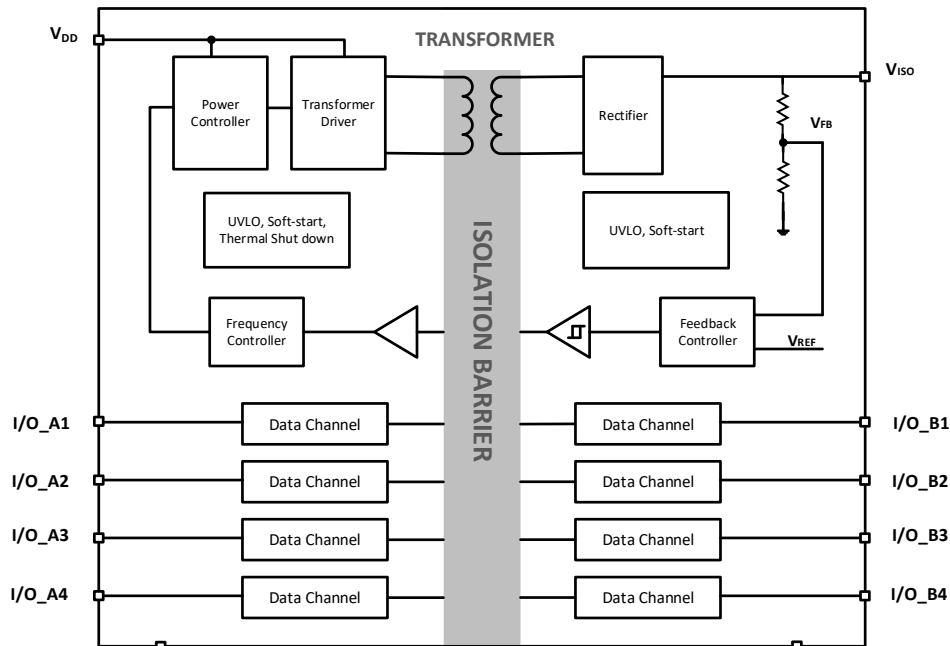 VDD
TRANSFORMER
VISO
Power
Controller
Transformer
Driver
Rectifier
VFB
UVLO, Soft-start,
Thermal Shut down
UVLO, Soft-start
ISOLATION BARRIER
Frequency
Controller
Feedback
Controller
VREF
I/O_A1
Data Channel
Data Channel
I/O_B1
I/O_A2
Data Channel
Data Channel
I/O_B2
I/O_A3
Data Channel
Data Channel
I/O_B3
I/O_A4
Data Channel
Data Channel
I/O_B4